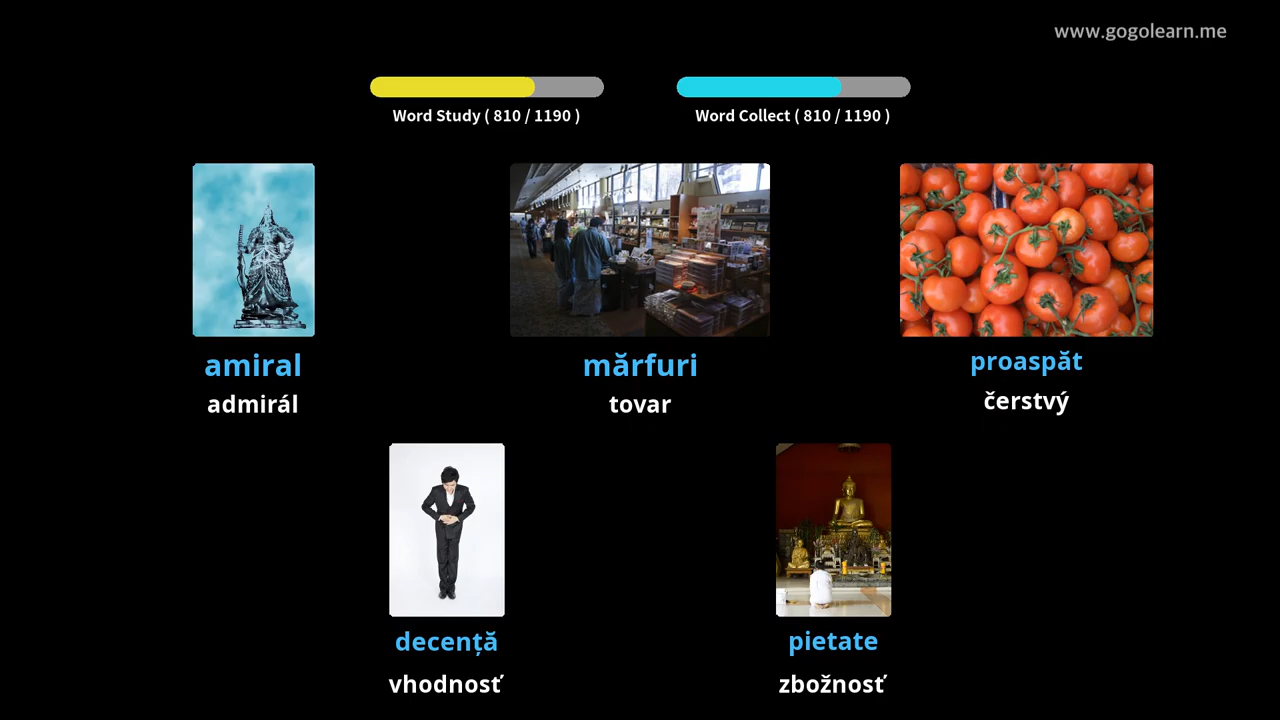 www.gogolearn.me
Word Study ( 810 / 1190 )
Word Collect ( 810 / 1190 )
amiral
admirál
mărfuri
tovar
proaspăt
čerstvý
decență
vhodnosť
pietate
zbožnosť